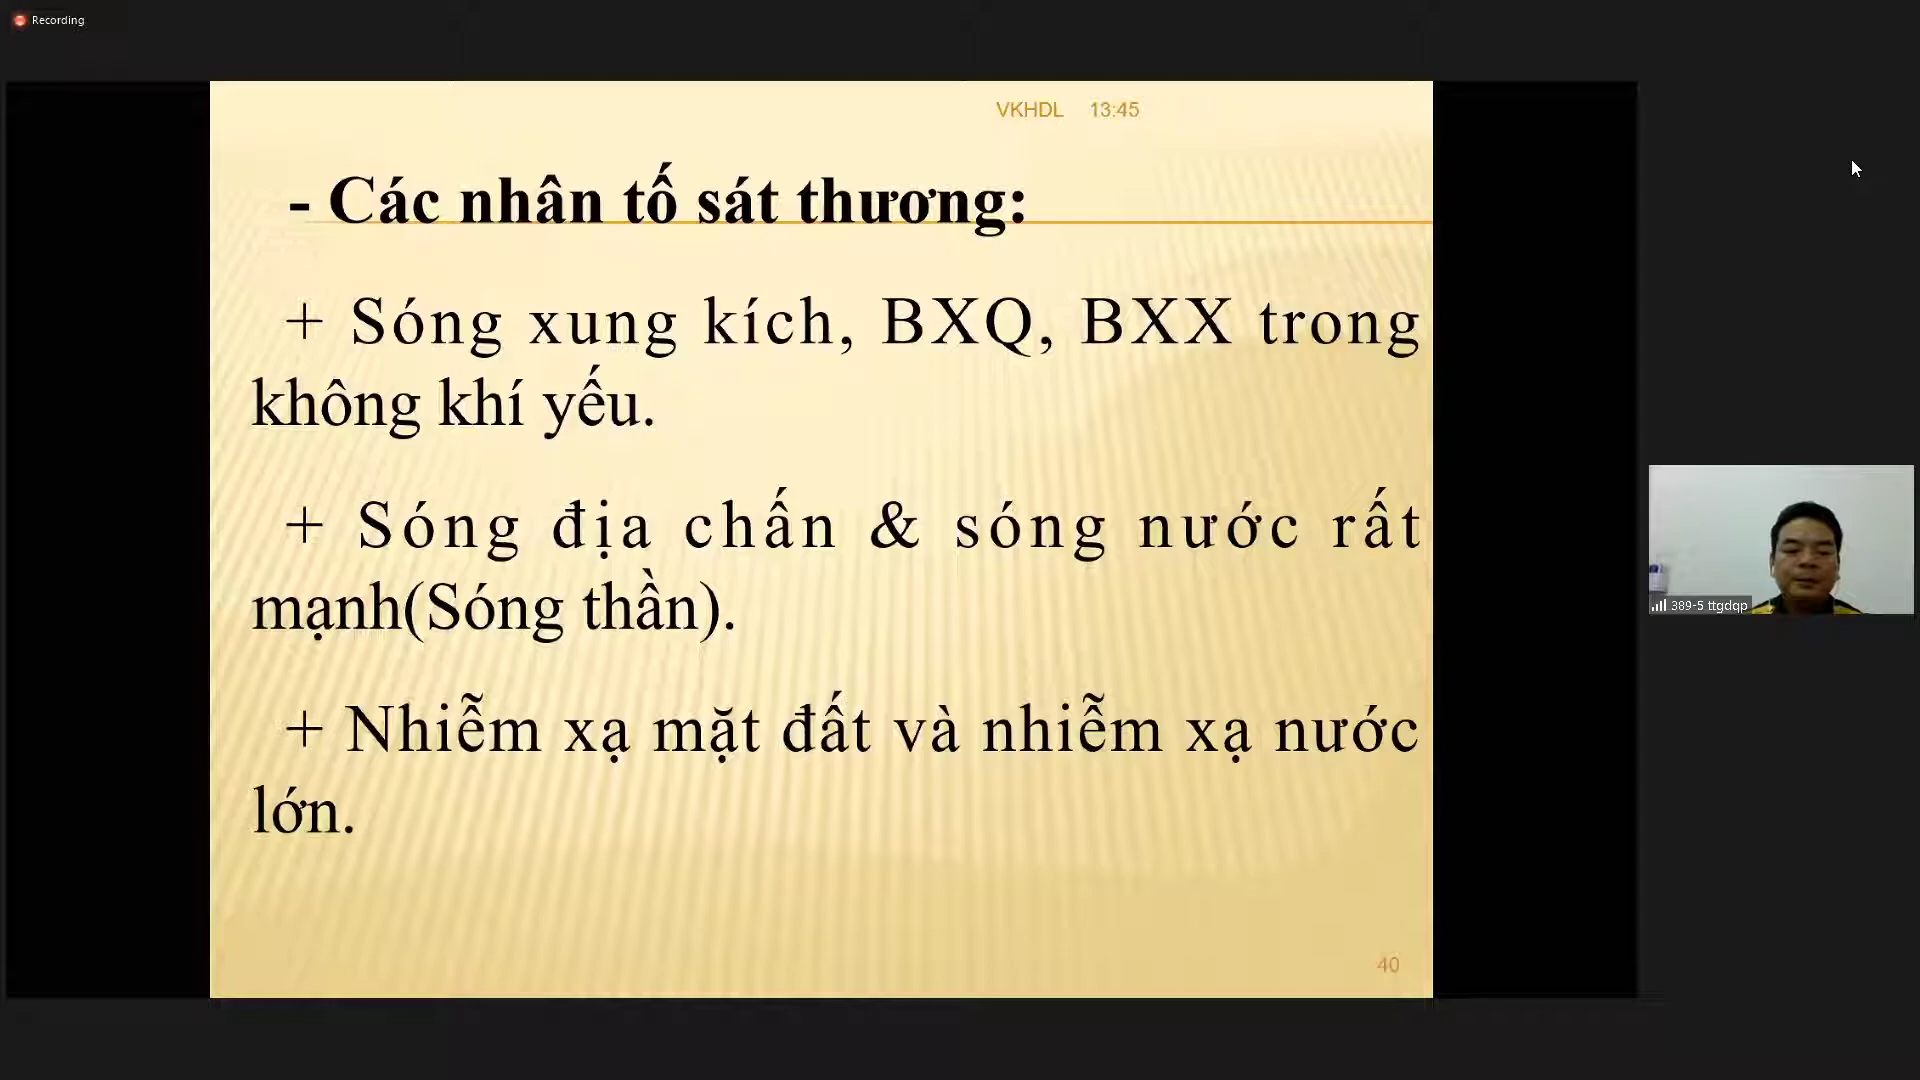 Recording
VKHDL 13:45
- Các nhân tố sát thương:
+ Sóng xung kích, BXQ, BXX trong
không khí yếu.
+ Sóng địa chấn & sóng nước rất
mạnh(Sóng thần).
+ Nhiễm xạ mặt đất và nhiễm xạ nước
lớn.
40
389-5 ttgdqp